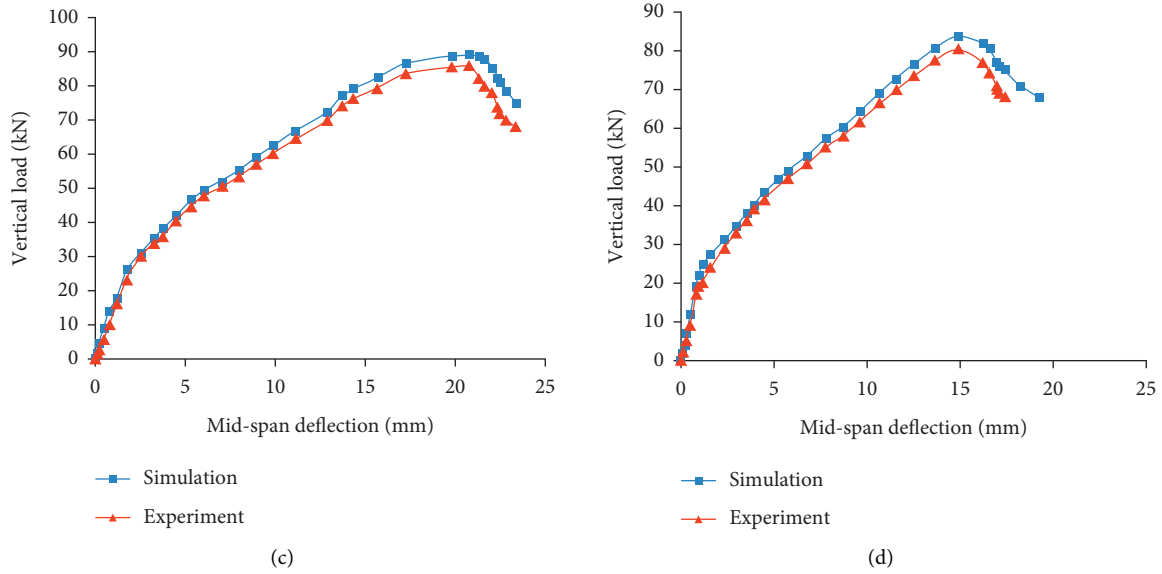 Vertical load (kN)
100
90
80
70
60
50
40
30
20
10
0
0 5 10 15 20 25
Mid-span deflection (mm)
Simulation
Experiment
(c)
Vertical load (kN)
90
80
70
60
50
40
30
20
10
0
0 5 10 15 20 25
Mid-span deflection (mm)
Simulation
Experiment
(d)